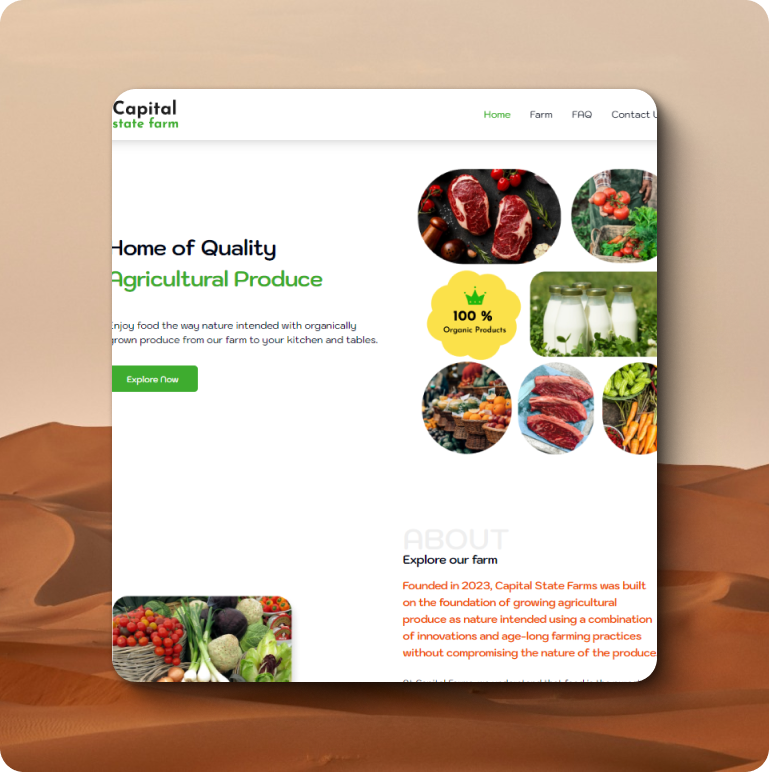 Capital
state farm
Home
Farm
FAQ
Contact U
Home of Quality
Agricultural Produce
njoy food the way nature intended with organically
grown produce from our farm to your kitchen and tables.
Explore Now
100 %
Organic Products
ABOUT
Explore our farm
Founded in 2023, Capital State Farms was built
on the foundation of growing agricultural
produce as nature intended using a combination
of innovations and age-long farming practices
without compromising the nature of the produce